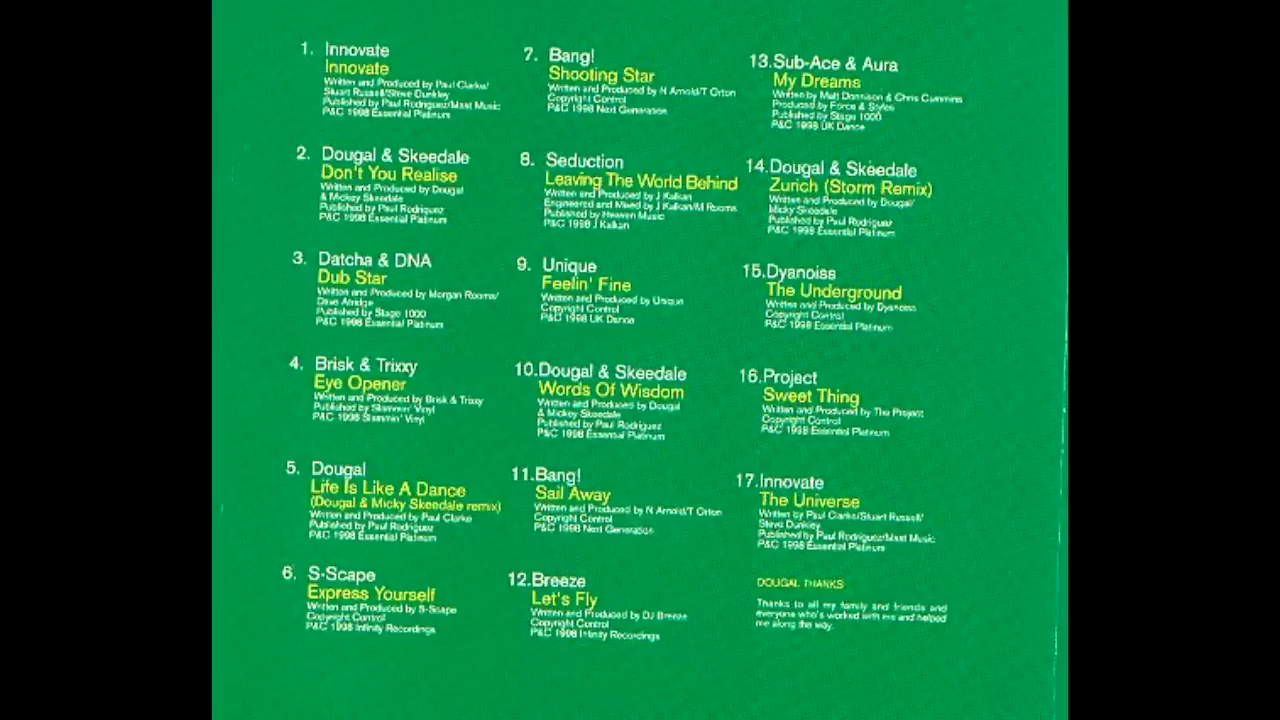 1. Innovate
Innovate
Written and Produced by Paul Clarke/
Stuart Russell/Steve Dunkley
Published by Paul Rodriguez/Mast Music
P&C 1998 Essential Platinum
2. Dougal & Skeedale
Don't You Realise
Written and Produced by Dougal
& Mickey Skeedale
Published by Paul Rodriguez
P&C 1998 Essential Platinum
3. Datcha & DNA
Dub Star
Written and Produced by Morgan Rooms/
Dave Arridge
Published by Stage 1000
P&C 1998 Essential Platinum
4. Brisk & Trixxy
Eye Opener
Written and Produced by Brisk & Trixxy
Published by Slammin' Vinyl
P&C 1998 Slammin' Vinyl
5. Dougal
Life Is Like A Dance
(Dougal & Micky Skeedale remix)
Written and Produced by Paul Clarke
Published by Paul Rodriguez
P&C 1998 Essential Platinum
6. S-Scape
Express Yourself
Written and Produced by S-Scape
Copyright Control
P&C 1998 Infinity Recordings
7. Bang!
Shooting Star
Written and Produced by N Arnold/T Orton
Copyright Control
P&C 1998 Next Generation
8. Seduction
Leaving The World Behind
Written and Produced by J Kalkan
Engineered and Mixed by J Kalkan/M Rooms
Published by Heaven Music
P&C 1998 J Kalkan
9. Unique
Feelin' Fine
Written and Produced by Unique
Copyright Control
P&C 1998 UK Dance
10.Dougal & Skeedale
Words Of Wisdom
Written and Produced by Dougal
& Mickey Skeedale
Published by Paul Rodriguez
P&C 1998 Essential Platinum
11.Bang!
Sail Away
Written and Produced by N Arnold/T Orton
Copyright Control
P&C 1998 Next Generation
12.Breeze
Let's Fly
Written and Produced by DJ Breeze
Copyright Control
P&C 1998 Infinity Recordings
13.Sub-Ace & Aura
My Dreams
Written by Matt & Chris Cummins
Produced by Force & Styles
Published by Stage 1000
P&C 1998 UK Dance
14.Dougal & Skeedale
Zurich (Storm Remix)
Written and Produced by Dougal/
Micky Skeedale
Published by Paul Rodriguez
P&C 1998 Essential Platinum
15.Dyanoiss
The Underground
Written and Produced by Dyanoiss
Copyright Control
P&C 1998 Essential Platinum
16.Project
Sweet Thing
Written and Produced by The Project
Copyright Control
P&C 1998 Essential Platinum
17.Innovate
The Universe
Written by Paul Clarke/Stuart Russell/
Steve Dunkley
Published by Paul Rodriguez/Mast Music
P&C 1998 Essential Platinum
DOUGAL THANKS
Thanks to all my family and friends and
everyone who's worked with me and helped
me along the way.